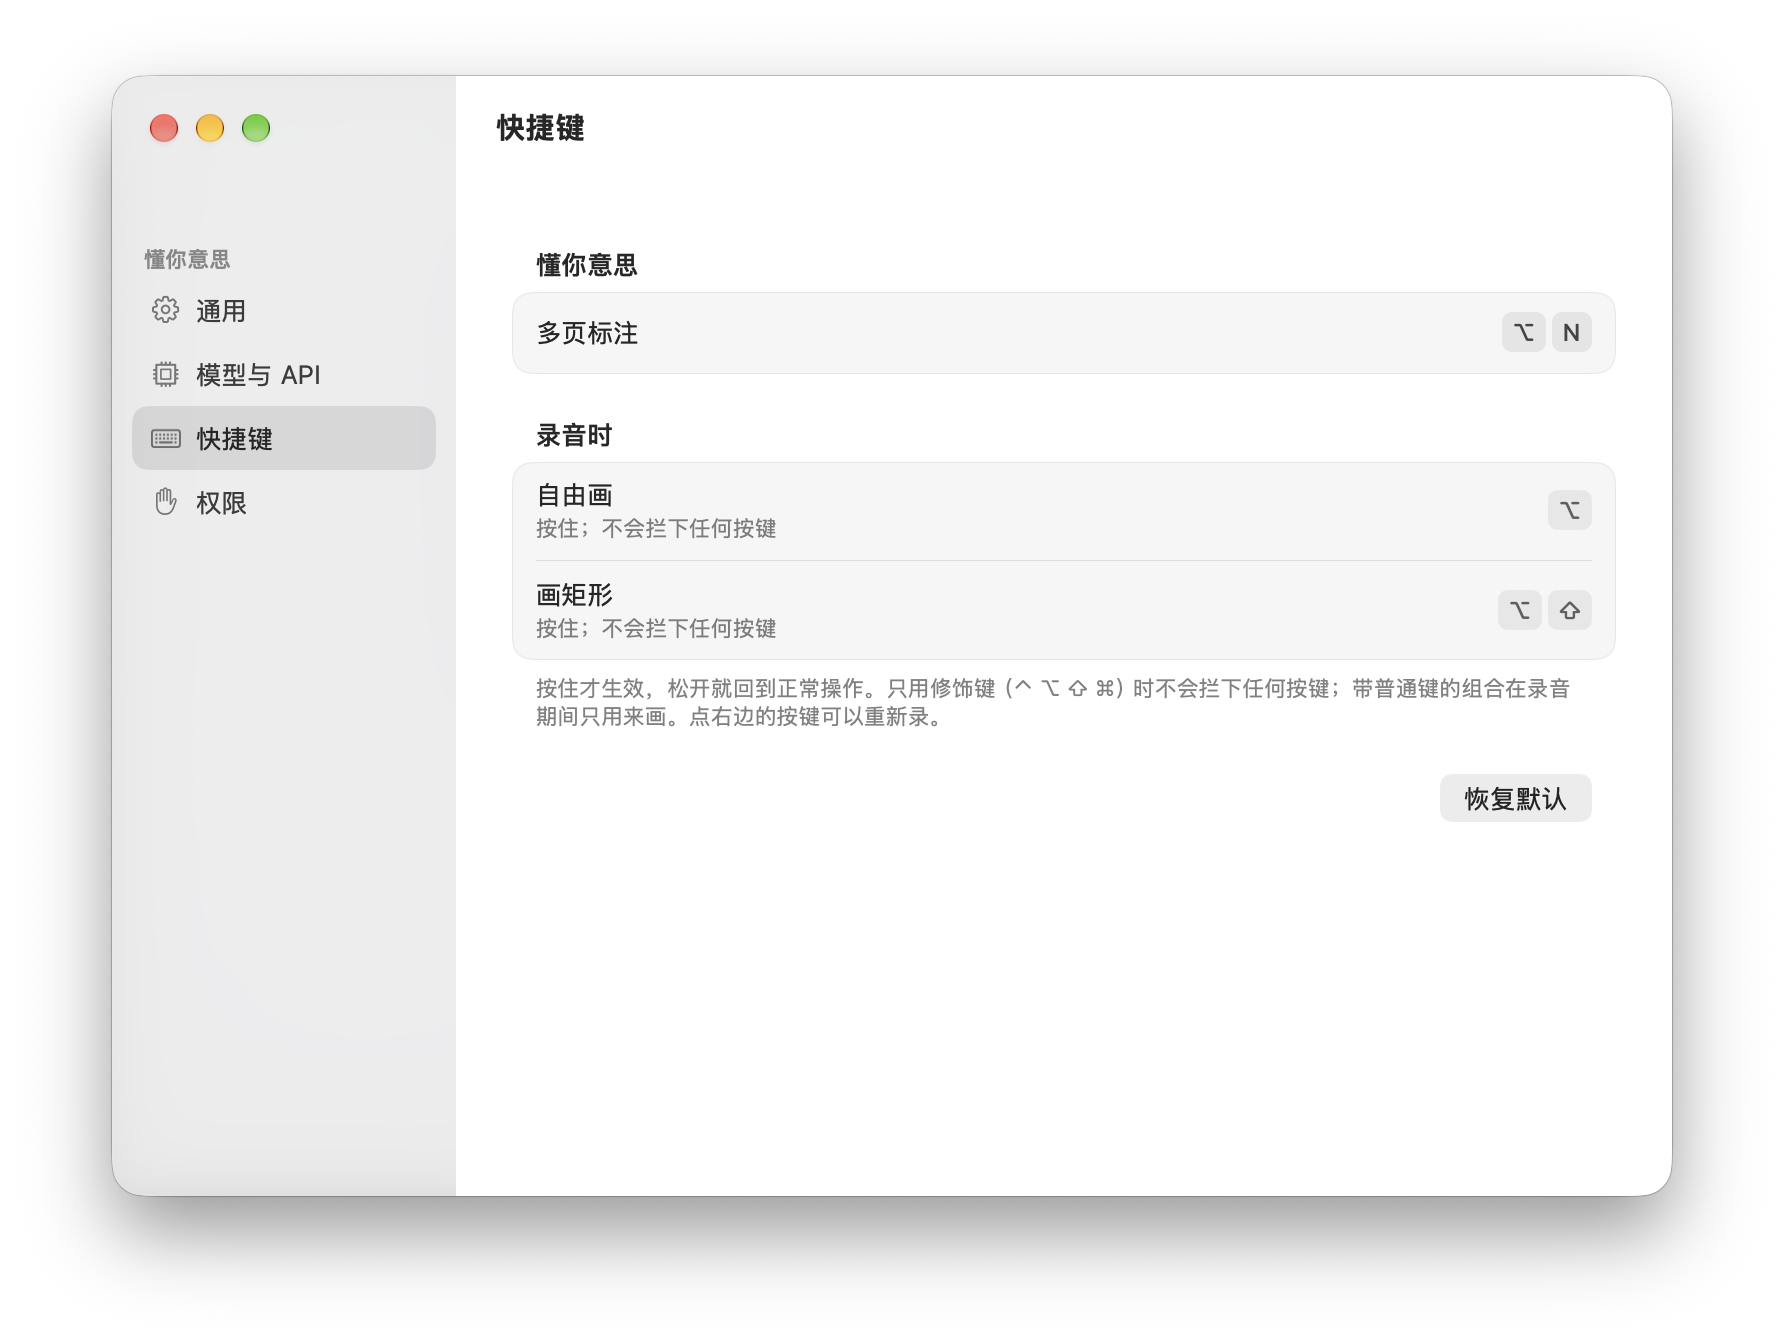 快捷键
懂你意思
通用
模型与 API
快捷键
权限
懂你意思
多页标注 ⌥ N
录音时
自由画 ⌥
按住；不会拦下任何按键
画矩形 ⌥ ⇧
按住；不会拦下任何按键
按住才生效，松开就回到正常操作。只用修饰键 (^ ⌥ ⇧ ⌘) 时不会拦下任何按键；带普通键的组合在录音
期间只用来画。点右边的按键可以重新录。
恢复默认